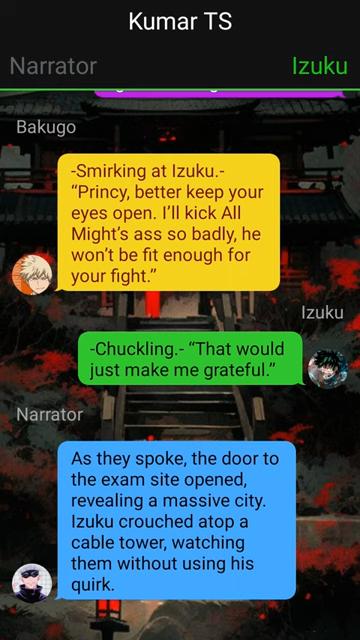 Kumar TS
Narrator
Izuku
Bakugo
-Smirking at Izuku.-
“Princy, better keep your
eyes open. I’ll kick All
Might’s ass so badly, he
won’t be fit enough for
your fight.”
Izuku
-Chuckling.- “That would
just make me grateful.”
Narrator
As they spoke, the door to
the exam site opened,
revealing a massive city.
Izuku crouched atop a
cable tower, watching
them without using his
quirk.